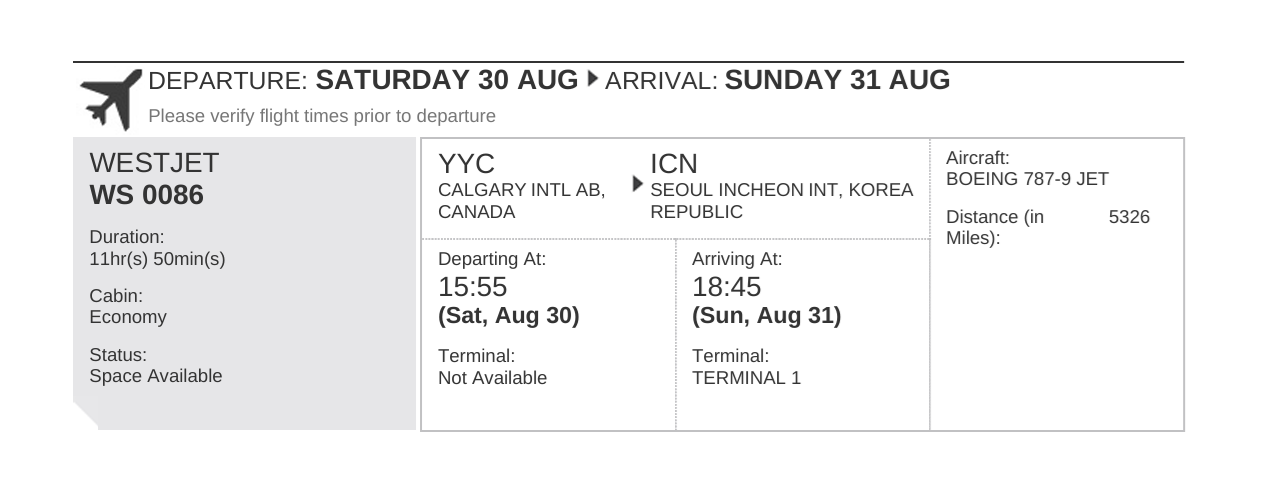 DEPARTURE: SATURDAY 30 AUG ARRIVAL: SUNDAY 31 AUG
Please verify flight times prior to departure
WESTJET
WS 0086
Duration:
11hr(s) 50min(s)
Cabin:
Economy
Status:
Space Available
YYC
CALGARY INTL AB,
CANADA
ICN
SEOUL INCHEON INT, KOREA
REPUBLIC
Departing At:
15:55
(Sat, Aug 30)
Terminal:
Not Available
Arriving At:
18:45
(Sun, Aug 31)
Terminal:
TERMINAL 1
Aircraft:
BOEING 787-9 JET
Distance (in 5326
Miles):